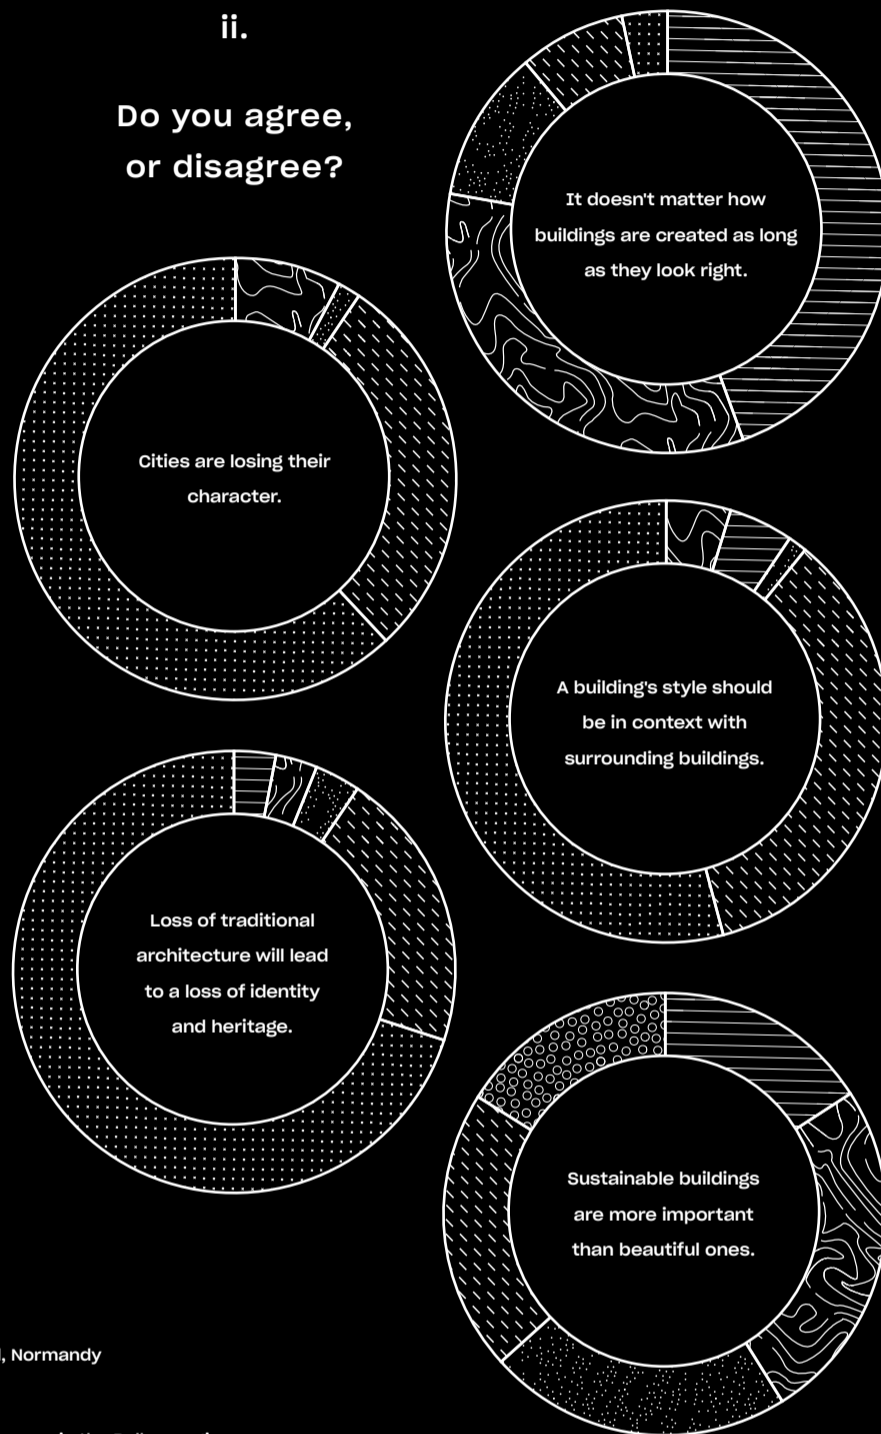 ii.
Do you agree,
or disagree?
It doesn't matter how
buildings are created as long
as they look right.
Cities are losing their
character.
A building's style should
be in context with
surrounding buildings.
Loss of traditional
architecture will lead
to a loss of identity
and heritage.
Sustainable buildings
are more important
than beautiful ones.
, Normandy